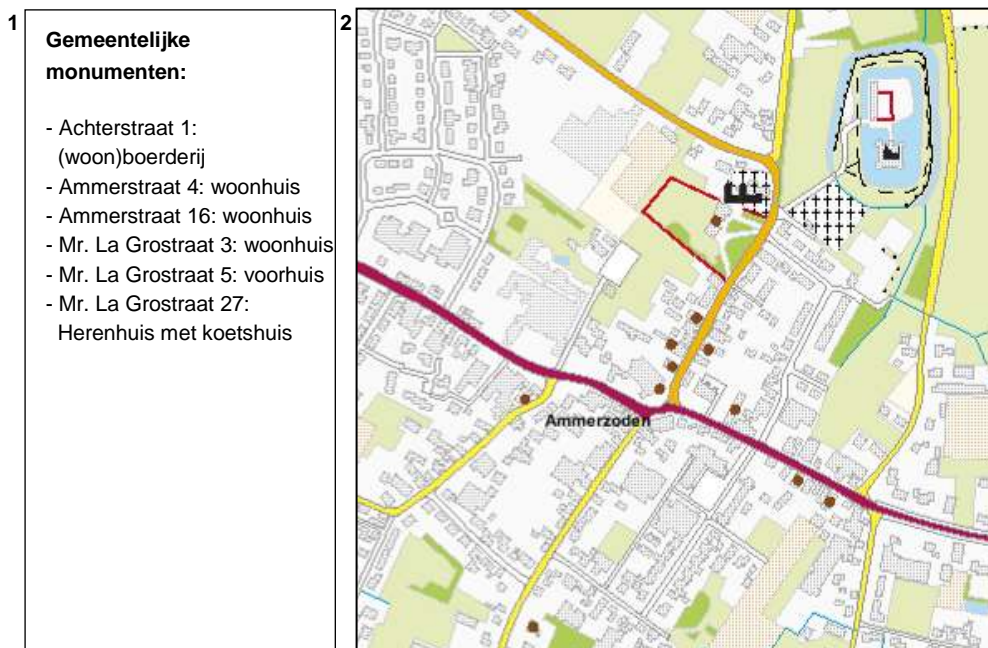 1
Gemeentelijke
monumenten:
- Achterstraat 1:
(woon)boerderij
- Ammerstraat 4: woonhuis
- Ammerstraat 16: woonhuis
- Mr. La Grostraat 3: woonhuis
- Mr. La Grostraat 5: voorhuis
- Mr. La Grostraat 27:
Herenhuis met koetshuis
2
Ammerzoden